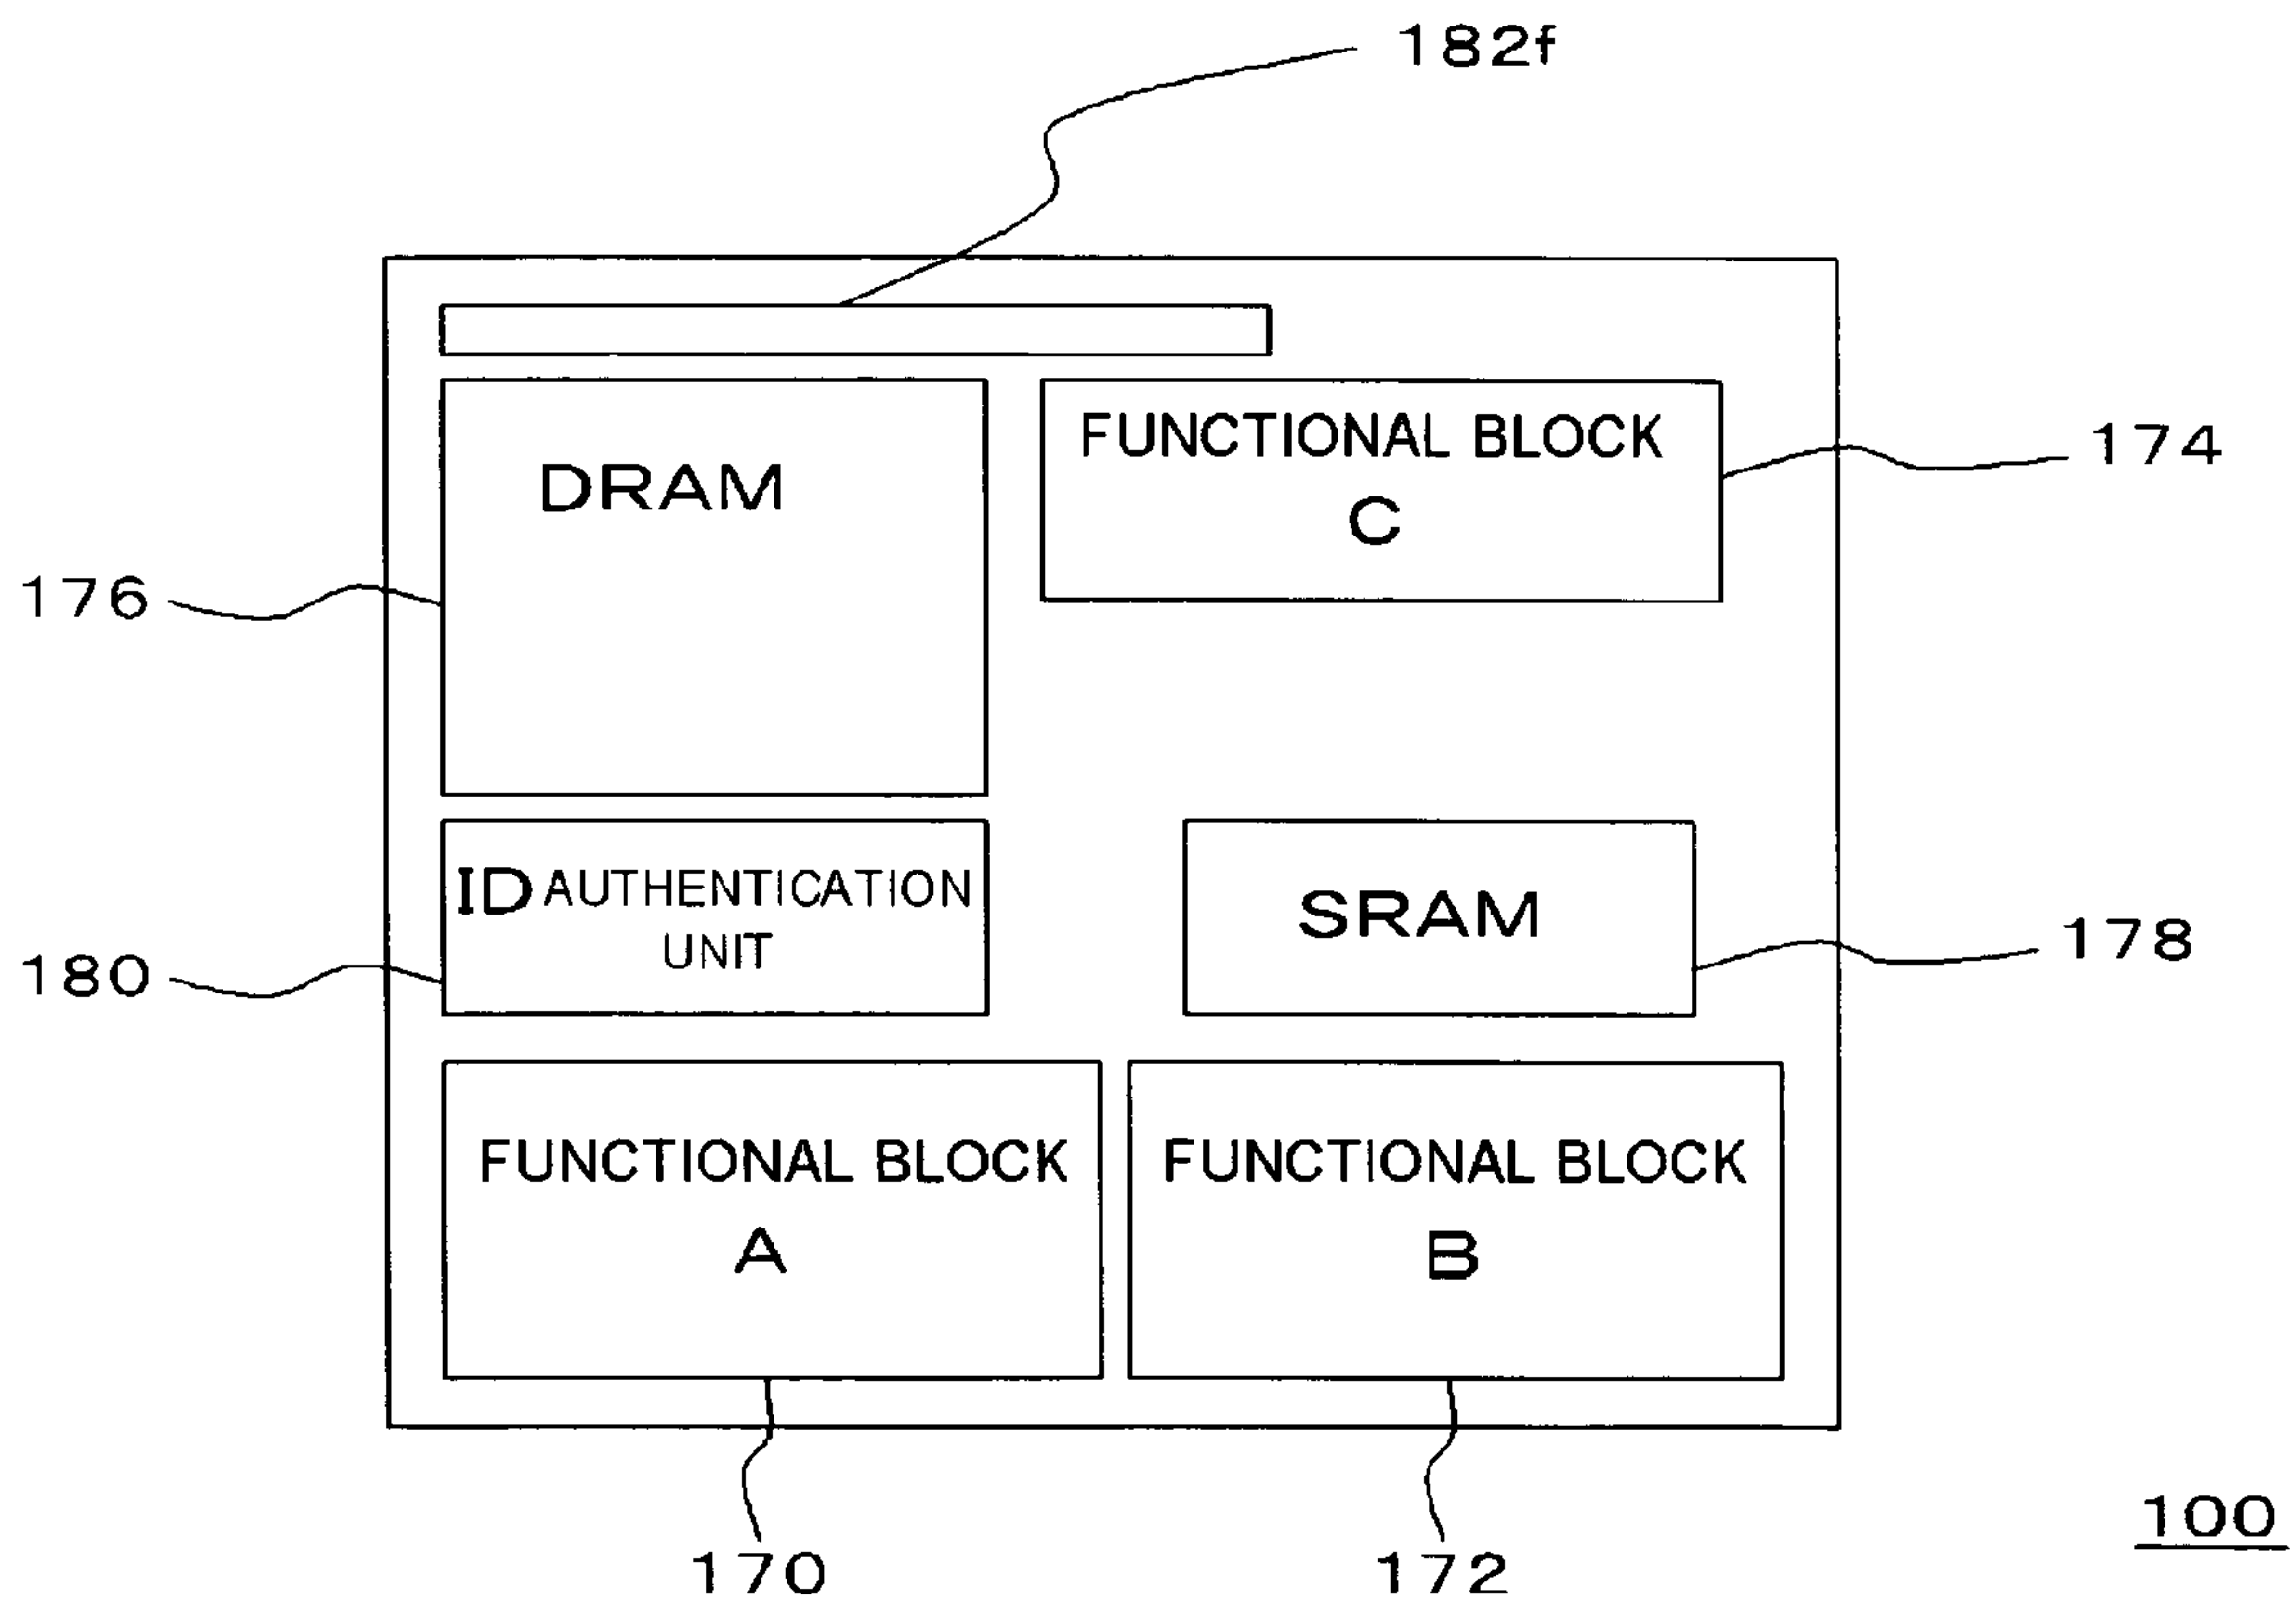 182f
FUNCTIONAL BLOCK
C
174
DRAM
176
ID AUTHENTICATION
UNIT
180
SRAM
178
FUNCTIONAL BLOCK
A
FUNCTIONAL BLOCK
B
170
172
100